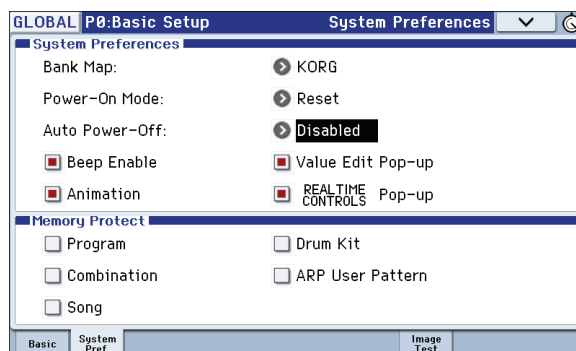 GLOBAL P0:Basic Setup System Preferences
System Preferences
Bank Map: KORG
Power-On Mode: Reset
Auto Power-Off: Disabled
Beep Enable Value Edit Pop-up
Animation REALTIME CONTROLS Pop-up
Memory Protect
Program Drum Kit
Combination ARP User Pattern
Song
Basic System Pref Image Test